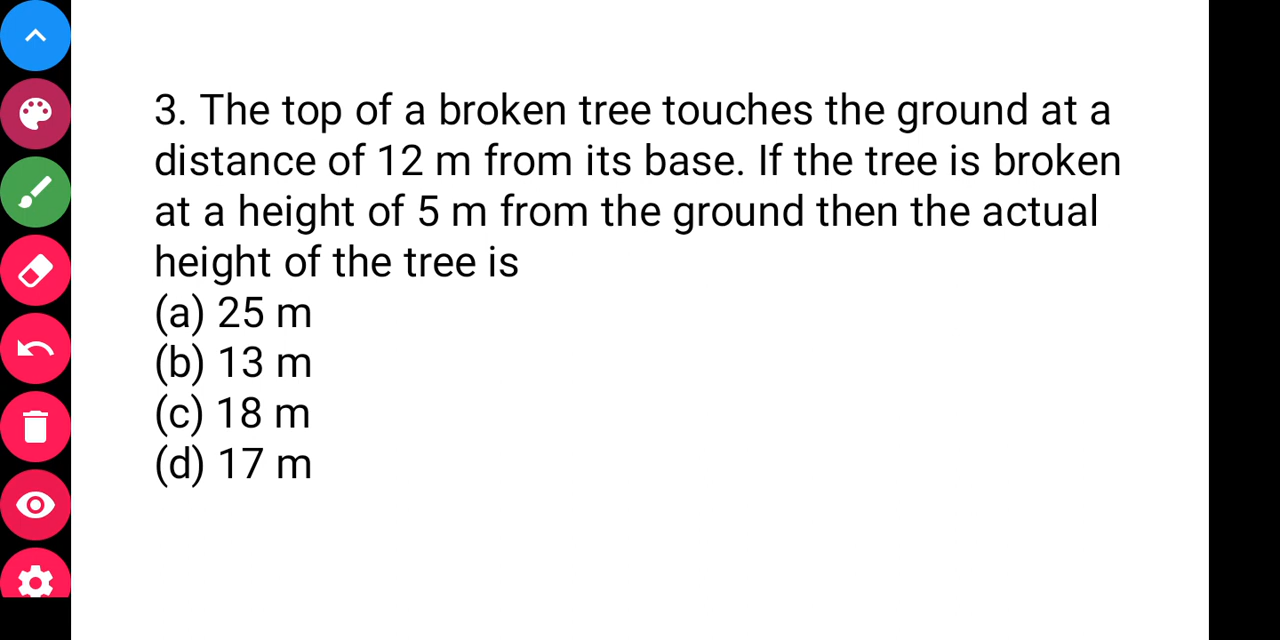 3. The top of a broken tree touches the ground at a
distance of 12 m from its base. If the tree is broken
at a height of 5 m from the ground then the actual
height of the tree is
(a) 25 m
(b) 13 m
(c) 18 m
(d) 17 m